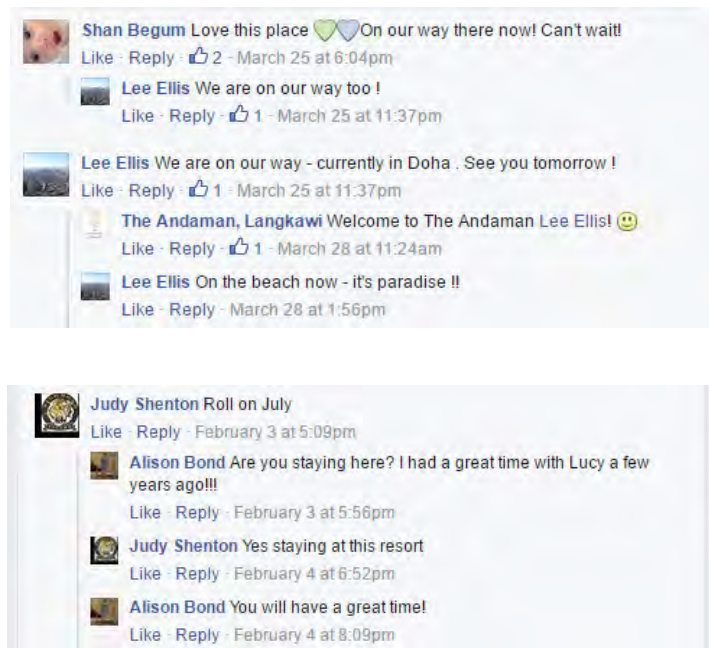 Shan Begum Love this place 💚💙On our way there now! Can't wait!
Like · Reply · 2 · March 25 at 6:04pm
Lee Ellis We are on our way too !
Like · Reply · 1 · March 25 at 11:37pm
Lee Ellis We are on our way - currently in Doha . See you tomorrow !
Like · Reply · 1 · March 25 at 11:37pm
The Andaman, Langkawi Welcome to The Andaman Lee Ellis! 🙂
Like · Reply · 1 · March 28 at 11:24am
Lee Ellis On the beach now - it's paradise !!
Like · Reply · March 28 at 1:56pm
Judy Shenton Roll on July
Like · Reply · February 3 at 5:09pm
Alison Bond Are you staying here? I had a great time with Lucy a few
years ago!!!
Like · Reply · February 3 at 5:56pm
Judy Shenton Yes staying at this resort
Like · Reply · February 4 at 6:52pm
Alison Bond You will have a great time!
Like · Reply · February 4 at 8:09pm